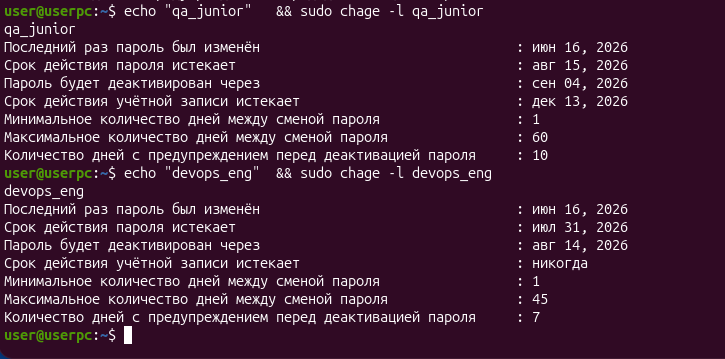 user@userpc:~$ echo "qa_junior"   && sudo chage -l qa_junior
qa_junior
Последний раз пароль был изменён                                : июн 16, 2026
Срок действия пароля истекает                                   : авг 15, 2026
Пароль будет деактивирован через                                : сен 04, 2026
Срок действия учётной записи истекает                           : дек 13, 2026
Минимальное количество дней между сменой пароля                 : 1
Максимальное количество дней между сменой пароля                : 60
Количество дней с предупреждением перед деактивацией пароля     : 10
user@userpc:~$ echo "devops_eng"  && sudo chage -l devops_eng
devops_eng
Последний раз пароль был изменён                                : июн 16, 2026
Срок действия пароля истекает                                   : июл 31, 2026
Пароль будет деактивирован через                                : авг 14, 2026
Срок действия учётной записи истекает                           : никогда
Минимальное количество дней между сменой пароля                 : 1
Максимальное количество дней между сменой пароля                : 45
Количество дней с предупреждением перед деактивацией пароля     : 7
user@userpc:~$